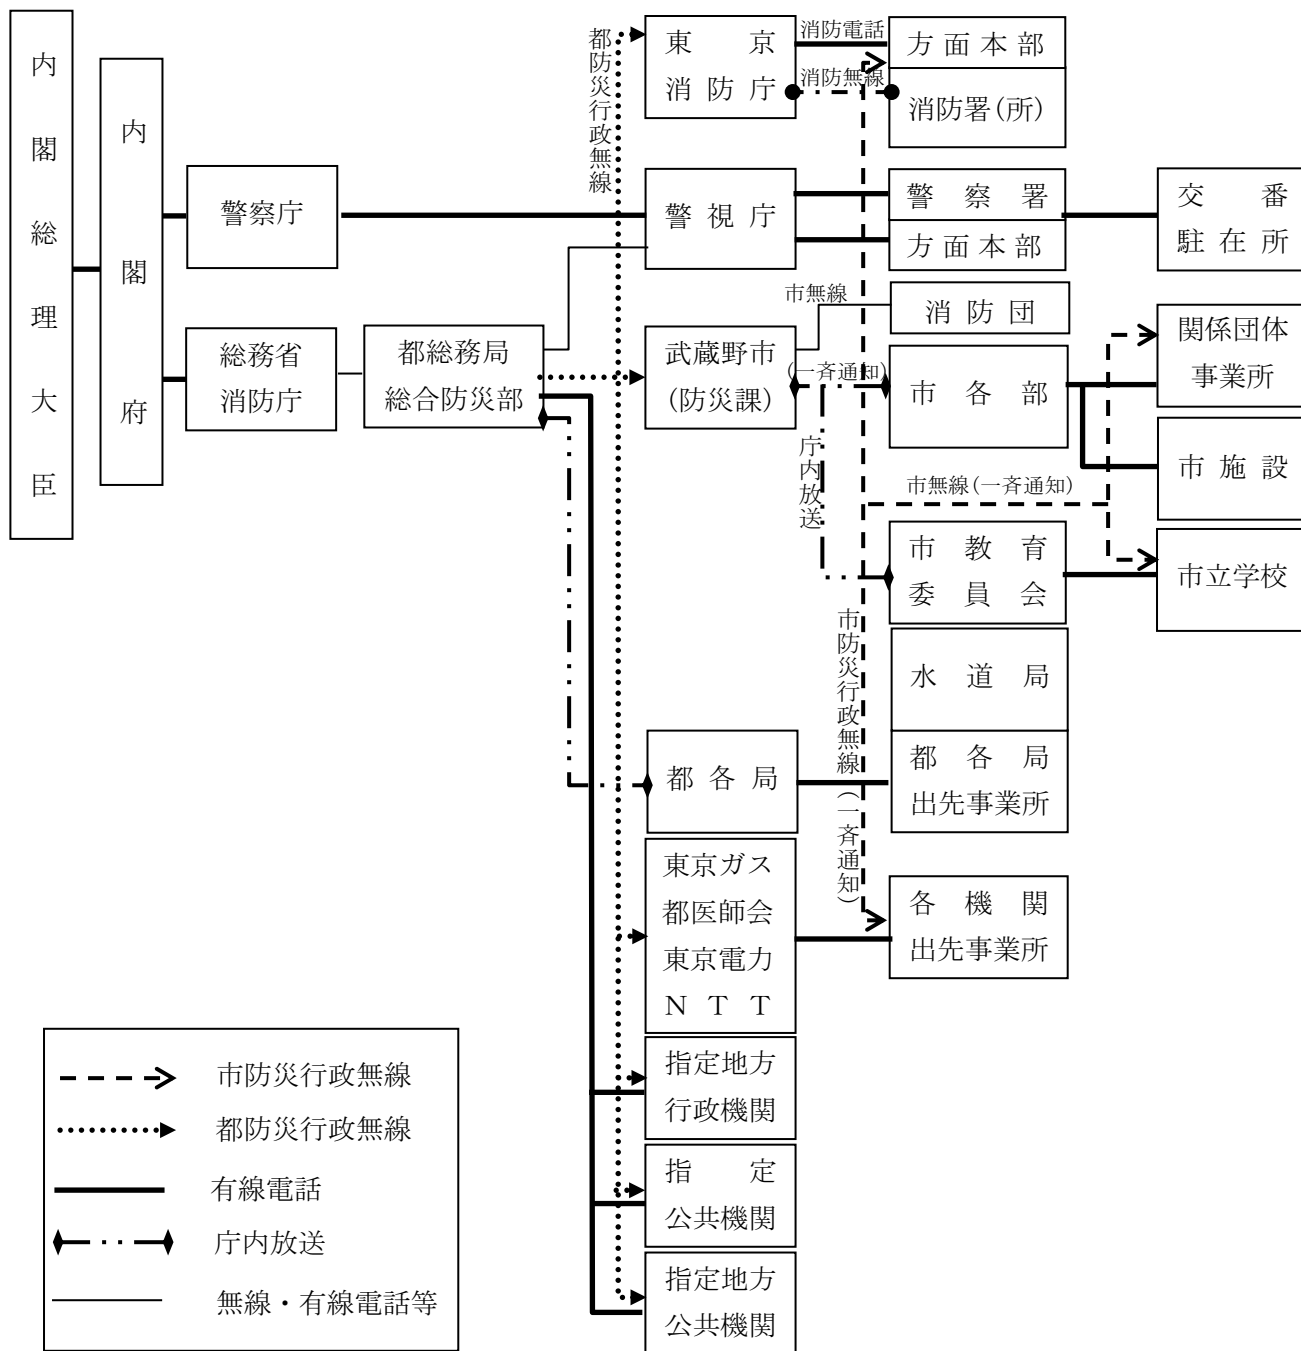 内閣総理大臣
内閣府
警察庁
総務省
消防庁
都総務局
総合防災部
都防災行政無線
東京
消防庁
消防電話
消防無線
方面本部
消防署(所)
警視庁
警察署
方面本部
交番
駐在所
市無線
消防団
武蔵野市
(防災課)
(一斉通知)
市各部
関係団体
事業所
庁内放送
市施設
市無線(一斉通知)
市教育
委員会
市立学校
市防災行政無線(一斉通知)
水道局
都各局
都各局
出先事業所
東京ガス
都医師会
東京電力
NTT
各機関
出先事業所
指定地方
行政機関
指定
公共機関
指定地方
公共機関
市防災行政無線
都防災行政無線
有線電話
庁内放送
無線・有線電話等